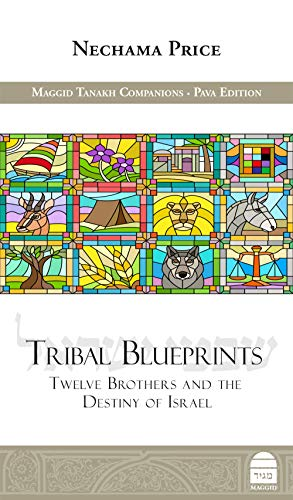 NECHAMA PRICE
MAGGID TANAKH COMPANIONS • PAVA EDITION
TRIBAL BLUEPRINTS
TWELVE BROTHERS AND THE
DESTINY OF ISRAEL
מגיד
MAGGID